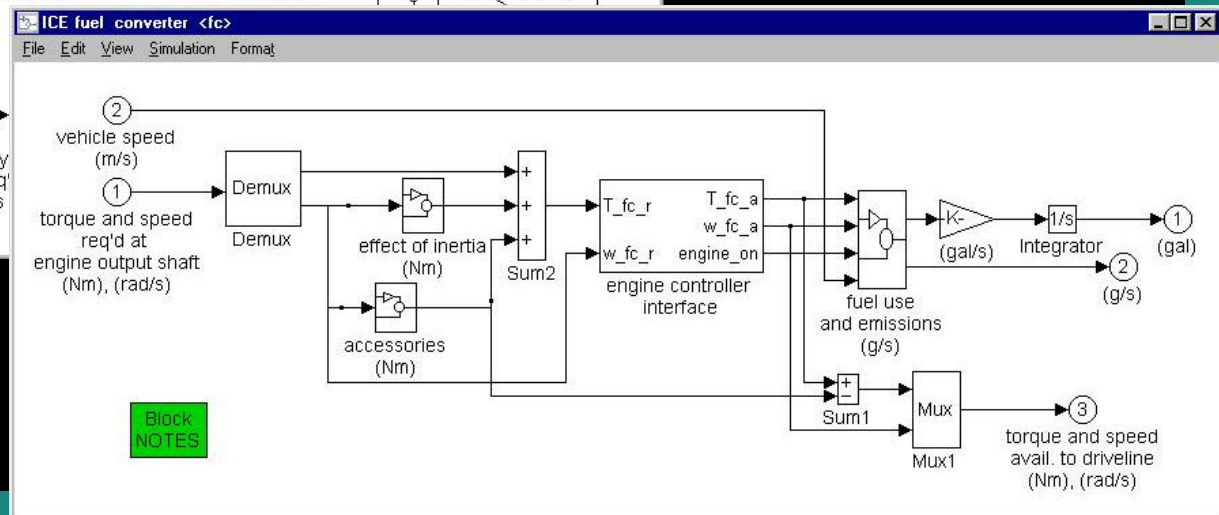 ICE fuel converter <fc>
File Edit View Simulation Format
2
vehicle speed
(m/s)
1
torque and speed
req'd at
engine output shaft
(Nm), (rad/s)
Demux
Demux
effect of inertia
(Nm)
accessories
(Nm)
+
+
+
Sum2
T_fc_r
w_fc_r
T_fc_a
w_fc_a
engine_on
engine controller
interface
fuel use
and emissions
(g/s)
K-
(gal/s)
1/s
Integrator
1
(gal)
2
(g/s)
+
−
Sum1
Mux
Mux1
3
torque and speed
avail. to driveline
(Nm), (rad/s)
Block
NOTES